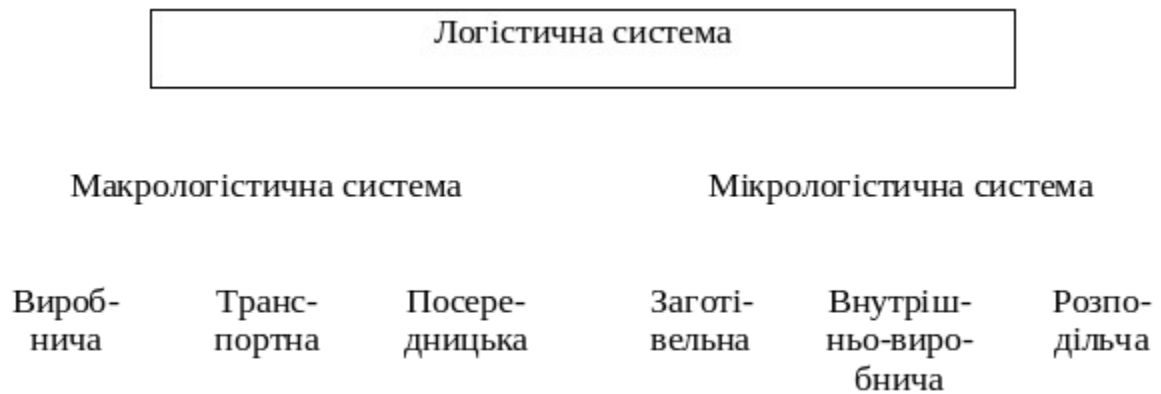 Логістична система
Макрологістична система
Мікрологістична система
Вироб-
нича
Транс-
портна
Посере-
дницька
Заготі-
вельна
Внутріш-
ньо-виро-
бнича
Розпо-
дільча